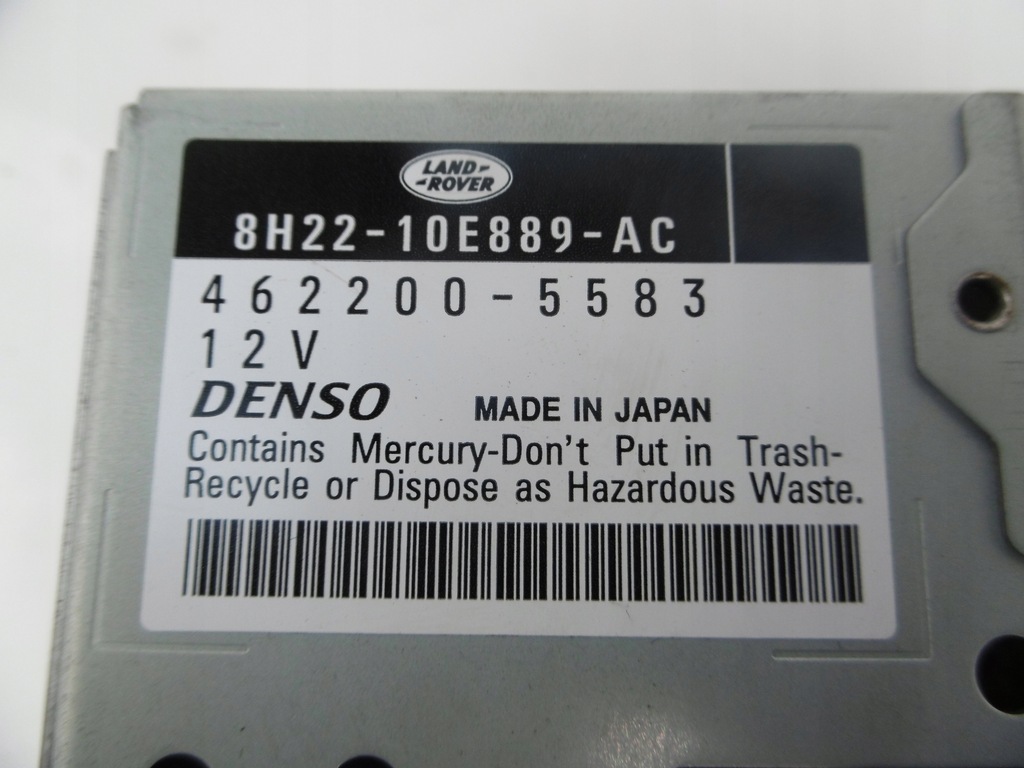 LAND-
-ROVER
8H22-10E889-AC
462200-5583
12V
DENSO MADE IN JAPAN
Contains Mercury-Don't Put in Trash-
Recycle or Dispose as Hazardous Waste.